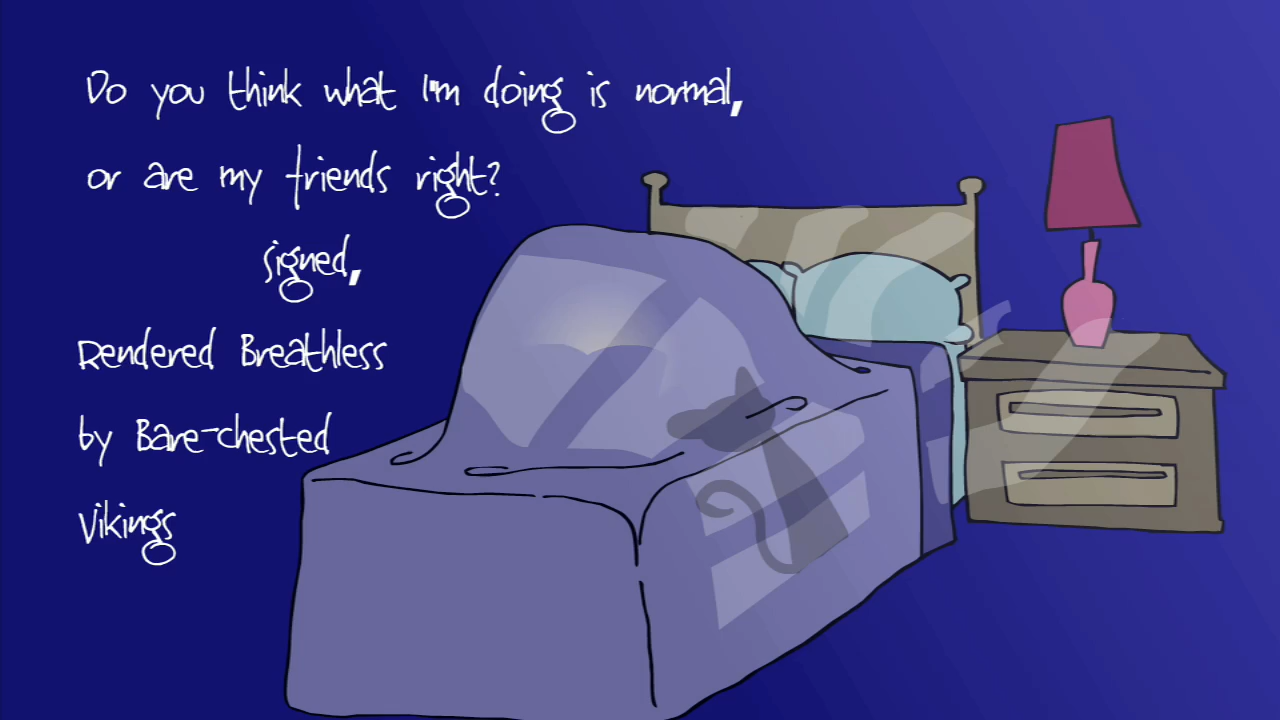 Do you think what I'm doing is normal,
or are my friends right?
signed,
Rendered Breathless
by Bare-chested
Vikings